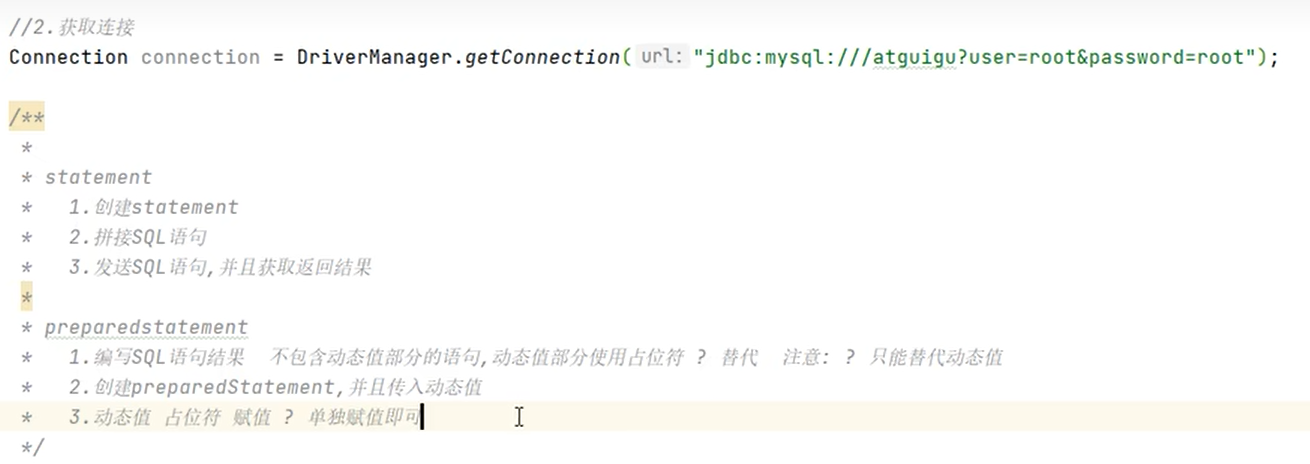 //2.获取连接
Connection connection = DriverManager.getConnection( url: "jdbc:mysql:///atguigu?user=root&password=root");
/**
*
* statement
* 1.创建statement
* 2.拼接SQL语句
* 3.发送SQL语句,并且获取返回结果
*
* preparedstatement
* 1.编写SQL语句结果 不包含动态值部分的语句,动态值部分使用占位符 ? 替代 注意: ? 只能替代动态值
* 2.创建preparedStatement,并且传入动态值
* 3.动态值 占位符 赋值 ? 单独赋值即可
*/